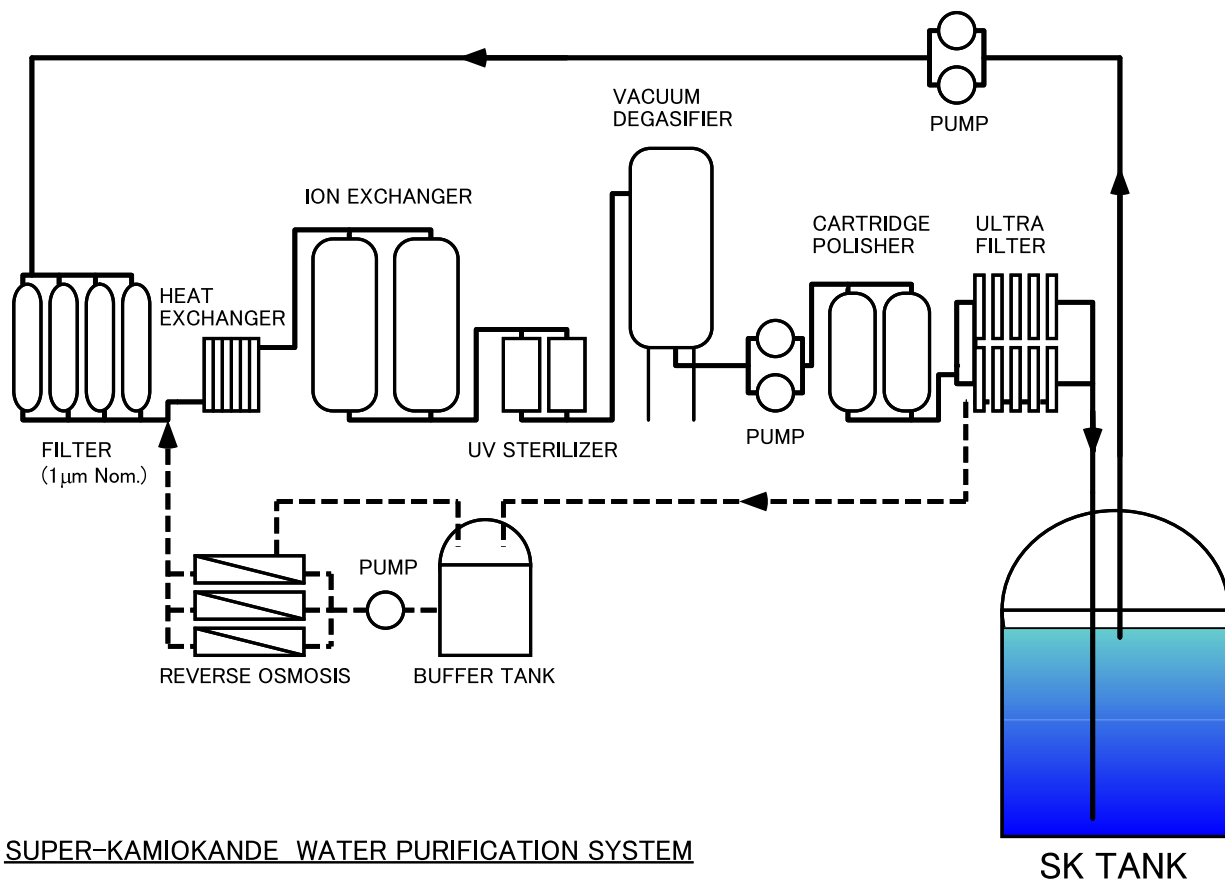 VACUUM
DEGASIFIER
PUMP
ION EXCHANGER
CARTRIDGE
POLISHER
ULTRA
FILTER
HEAT
EXCHANGER
FILTER
(1μm Nom.)
UV STERILIZER
PUMP
PUMP
REVERSE OSMOSIS
BUFFER TANK
SUPER-KAMIOKANDE WATER PURIFICATION SYSTEM
SK TANK